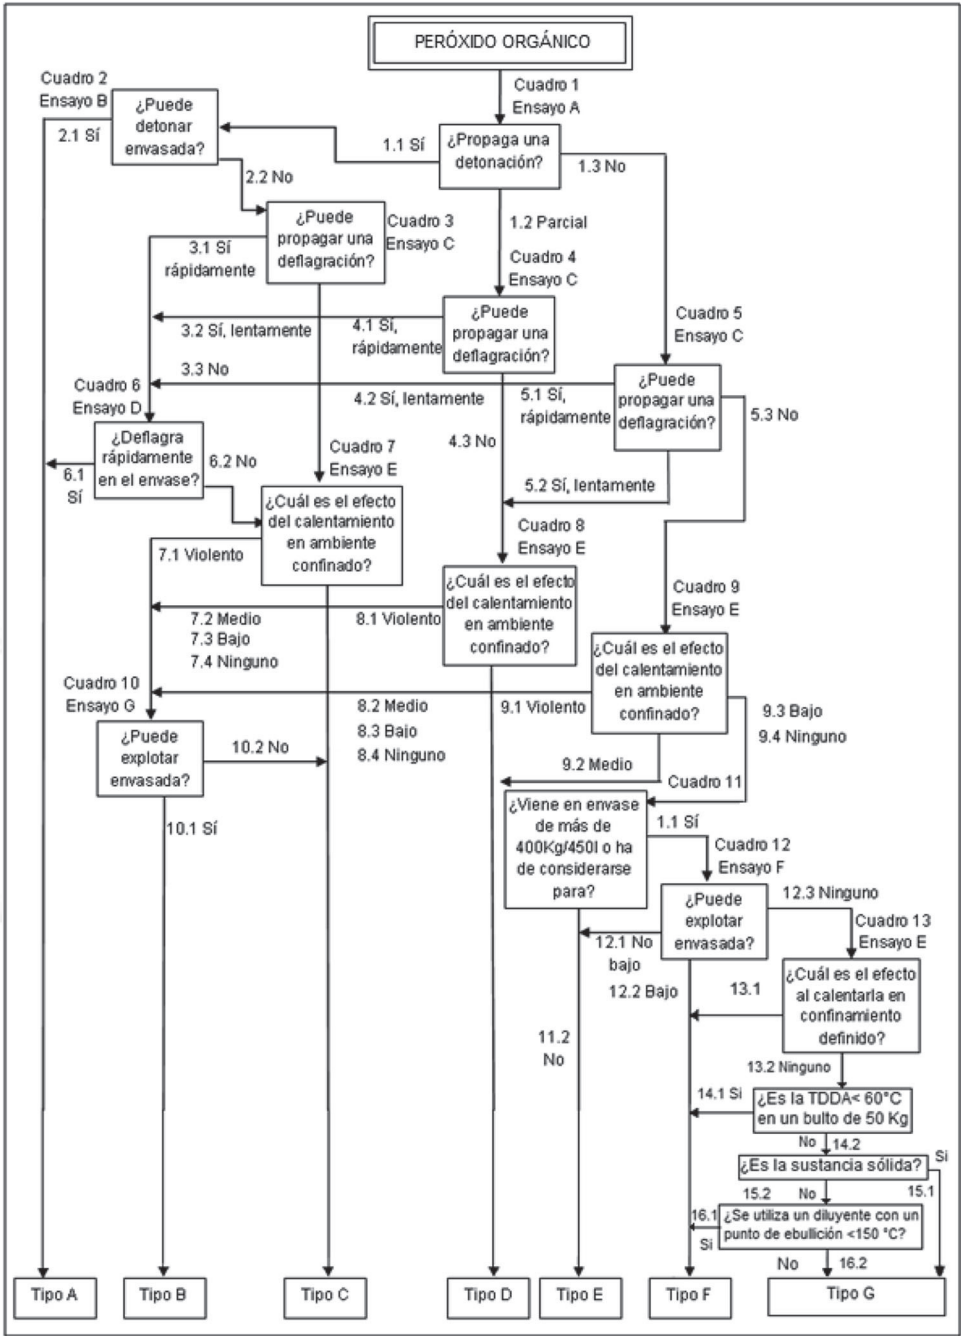 PERÓXIDO ORGÁNICO
Cuadro 1
Ensayo A
Cuadro 2
Ensayo B
¿Puede
detonar
envasada?
2.1 Sí
1.1 Sí
¿Propaga una
detonación?
1.3 No
2.2 No
1.2 Parcial
¿Puede
propagar una
deflagración?
Cuadro 3
Ensayo C
3.1 Sí
rápidamente
Cuadro 4
Ensayo C
¿Puede
propagar una
deflagración?
Cuadro 5
Ensayo C
3.2 Sí, lentamente
4.1 Sí,
rápidamente
3.3 No
¿Puede
propagar una
deflagración?
Cuadro 6
Ensayo D
4.2 Sí, lentamente
5.1 Sí,
rápidamente
5.3 No
¿Deflagra
rápidamente
en el envase?
6.1
Sí
6.2 No
Cuadro 7
Ensayo E
4.3 No
5.2 Sí, lentamente
¿Cuál es el efecto
del calentamiento
en ambiente
confinado?
Cuadro 8
Ensayo E
7.1 Violento
¿Cuál es el efecto
del calentamiento
en ambiente
confinado?
Cuadro 9
Ensayo E
7.2 Medio
7.3 Bajo
7.4 Ninguno
8.1 Violento
¿Cuál es el efecto
del calentamiento
en ambiente
confinado?
Cuadro 10
Ensayo G
8.2 Medio
8.3 Bajo
8.4 Ninguno
9.1 Violento
9.3 Bajo
9.4 Ninguno
¿Puede
explotar
envasada?
10.2 No
9.2 Medio
Cuadro 11
10.1 Sí
¿Viene en envase
de más de
400Kg/450l o ha
de considerarse
para?
1.1 Sí
Cuadro 12
Ensayo F
¿Puede
explotar
envasada?
12.3 Ninguno
Cuadro 13
Ensayo E
12.1 No
bajo
12.2 Bajo
¿Cuál es el efecto
al calentarla en
confinamiento
definido?
13.1
11.2
No
13.2 Ninguno
14.1 Si
¿Es la TDDA< 60°C
en un bulto de 50 Kg
No
14.2
¿Es la sustancia sólida?
Si
15.2
No
15.1
16.1
Si
¿Se utiliza un diluyente con un
punto de ebullición <150 °C?
No
16.2
Tipo A
Tipo B
Tipo C
Tipo D
Tipo E
Tipo F
Tipo G